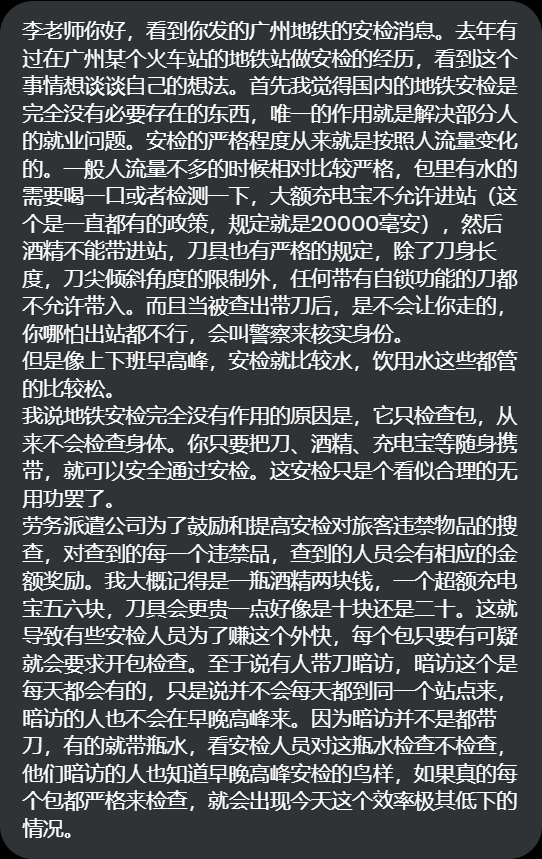 李老师你好，看到你发的广州地铁的安检消息。去年有
过在广州某个火车站的地铁站做安检的经历，看到这个
事情想谈谈自己的想法。首先我觉得国内的地铁安检是
完全没有必要存在的东西，唯一的作用就是解决部分人
的就业问题。安检的严格程度从来就是按照人流量变化
的。一般人流量不多的时候相对比较严格，包里有水的
需要喝一口或者检测一下，大额充电宝不允许进站（这
个是一直都有的政策，规定就是20000毫安），然后
酒精不能带进站，刀具也有严格的规定，除了刀身长
度，刀尖倾斜角度的限制外，任何带有自锁功能的刀都
不允许带入。而且当被查出带刀后，是不会让你走的，
你哪怕出站都不行，会叫警察来核实身份。
但是像上下班早高峰，安检就比较水，饮用水这些都管
的比较松。
我说地铁安检完全没有作用的原因是，它只检查包，从
来不会检查身体。你只要把刀、酒精、充电宝等随身携
带，就可以安全通过安检。这安检只是个看似合理的无
用功罢了。
劳务派遣公司为了鼓励和提高安检对旅客违禁物品的搜
查，对查到的每一个违禁品，查到的人员会有相应的金
额奖励。我大概记得是一瓶酒精两块钱，一个超额充电
宝五六块，刀具会更贵一点好像是十块还是二十。这就
导致有些安检人员为了赚这个外快，每个包只要有可疑
就会要求开包检查。至于说有人带刀暗访，暗访这个是
每天都会有的，只是说并不会每天都到同一个站点来，
暗访的人也不会在早晚高峰来。因为暗访并不是都带
刀，有的就带瓶水，看安检人员对这瓶水检查不检查，
他们暗访的人也知道早晚高峰安检的鸟样，如果真的每
个包都严格来检查，就会出现今天这个效率极其低下的
情况。